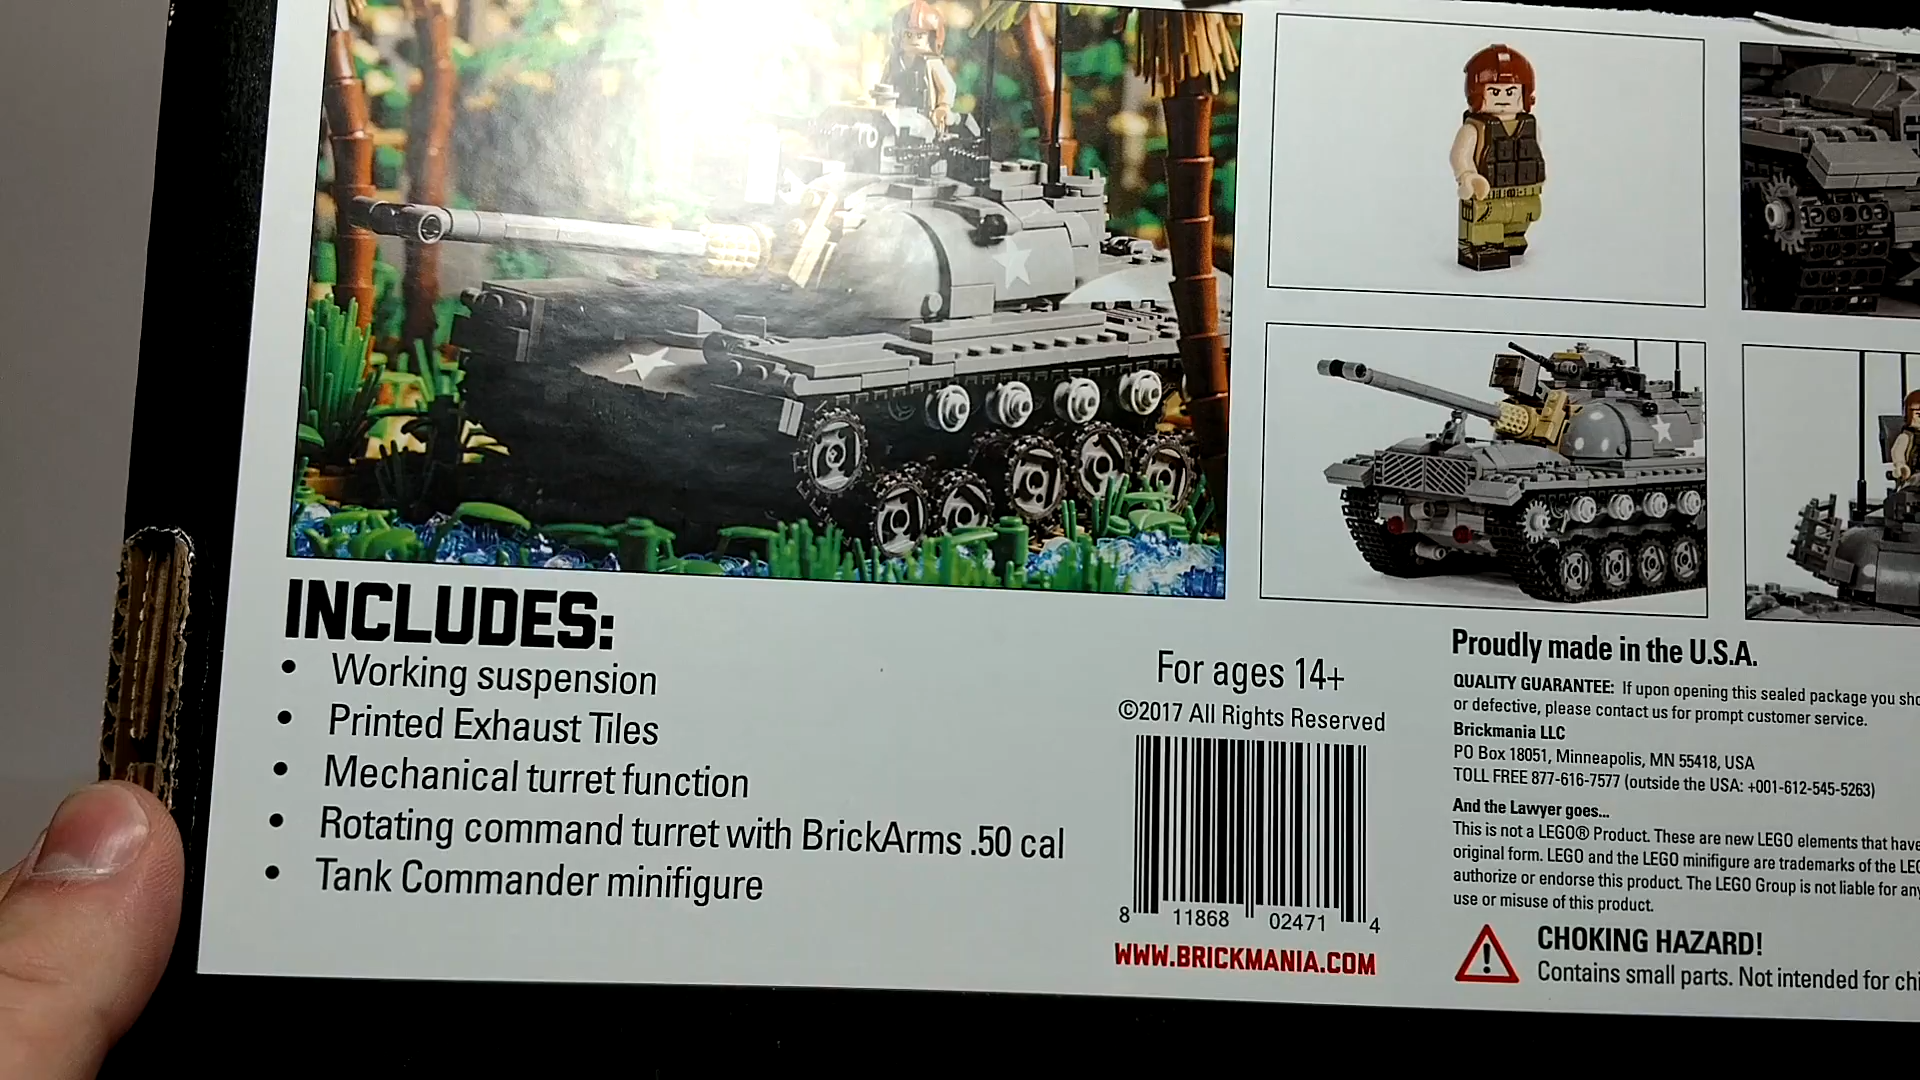 INCLUDES:
• Working suspension
• Printed Exhaust Tiles
• Mechanical turret function
• Rotating command turret with BrickArms .50 cal
• Tank Commander minifigure
For ages 14+
©2017 All Rights Reserved
8 11868 02471 4
WWW.BRICKMANIA.COM
Proudly made in the U.S.A.
QUALITY GUARANTEE: If upon opening this sealed package you
or defective, please contact us for prompt customer service.
Brickmania LLC
PO Box 18051, Minneapolis, MN 55418, USA
TOLL FREE 877-616-7577 (outside the USA: +001-612-545-5263)
And the Lawyer goes...
This is not a LEGO® Product. These are new LEGO elements that have
original form. LEGO and the LEGO minifigure are trademarks of the
authorize or endorse this product. The LEGO Group is not liable for
use or misuse of this product.
CHOKING HAZARD!
Contains small parts. Not intended for